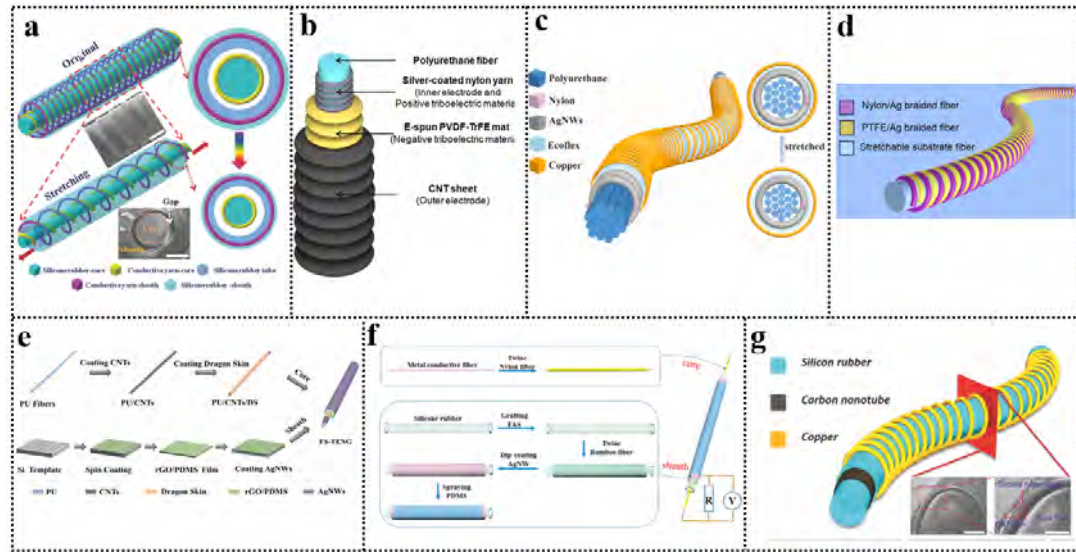 a
Original
Stretching
Gap
Silicone rubber-core
Conductive yarn-core
Silicone rubber-tube
Conductive yarn-sheath
Silicone rubber-sheath
b
Polyurethane fiber
Silver-coated nylon yarn
(Inner electrode and
Positive triboelectric materia
E-spun PVDF-TrFE mat
(Negative triboelectric materia
CNT sheet
(Outer electrode)
c
Polyurethane
Nylon
AgNWs
Ecoflex
Copper
stretched
d
Nylon/Ag braided fiber
PTFE/Ag braided fiber
Stretchable substrate fiber
e
Coating CNTs
Coating Dragon Skin
PU Fibers
PU/CNTs
PU/CNTs/DS
Core
Sheath
FS-TENG
Si Template
Spin Coating
rGO/PDMS Film
Coating AgNWs
PU
CNTs
Dragon Skin
rGO/PDMS
AgNWs
f
Metal conductive fiber
Twine
Nylon fiber
core
Silicone rubber
Grafting
FAS
Twine
Bamboo fiber
Dip coating
AgNW
Spraying
PDMS
sheath
R
V
g
Silicon rubber
Carbon nanotube
Copper